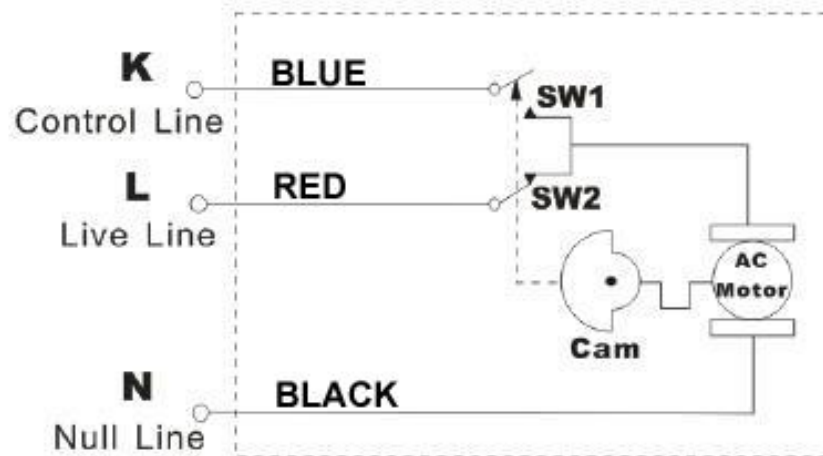 K
BLUE
Control Line
SW1
L
RED
SW2
Live Line
AC
Motor
Cam
N
BLACK
Null Line